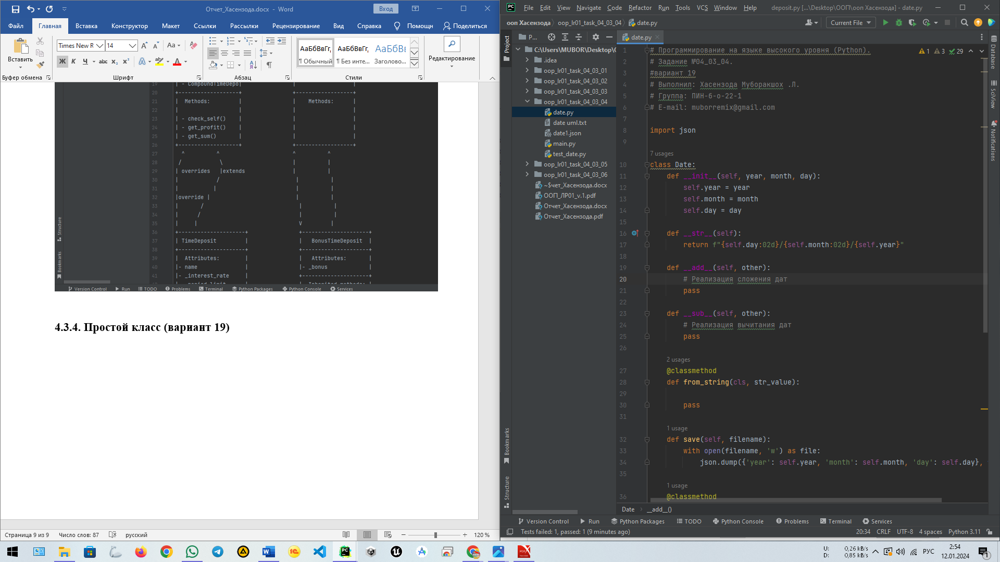 Отчет_Хасензода.docx - Word
Вход
Файл Главная Вставка Конструктор Макет Ссылки Рассылки Рецензирование Вид Справка Помощн Поделиться
Вставить
Times New R 14
Aa
Ж К Ч abc x₂ x²
АаБбВвГг, АаБбВвГг, АаБбВв
¶ Обычный ¶ Без инте... Заголово...
Редактирование
Буфер обмена Шрифт Абзац Стили
19 | - CompoundTimeDepo| | |
20 +-------------------+ +------------------+
21 | Methods: | | Methods: |
22 | | | |
23 | - check_self() | | |
24 | - get_profit() | | |
25 | - get_sum() | | |
26 +-------------------+ +------------------+
27 ^ ^ ^ ^
28 / \ | |
29 | overrides |extends | |
30 | / | |
31 | | | |
32 |override | | |
33 | / | |
34 | / | |
35 | | V |
36 +---------------------+ +---------------------+
37 | TimeDeposit | | BonusTimeDeposit |
38 +---------------------+ +---------------------+
39 | Attributes: | | Attributes: |
40 |- name | |- _bonus |
41 |- _interest_rate | +---------------------+
Structure
Bookmarks
Version Control Run TODO Problems Terminal Python Packages Python Console Services
4.3.4. Простой класс (вариант 19)
Страница 9 из 9 Число слов: 87 русский
120 %
PC File Edit View Navigate Code Refactor Run Tools VCS Window Help deposit.py [...\Desktop\ООП\ооп Хасензода] - date.py
ооп Хасензода oop_lr01_task_04_03_04 date.py
Current File
Project
P...
date.py
C:\Users\MUBOR\Desktop\
.idea
oop_lr01_task_04_03_01
oop_lr01_task_04_03_02
oop_lr01_task_04_03_03
oop_lr01_task_04_03_04
date.py
date uml.txt
date1.json
main.py
test_date.py
oop_lr01_task_04_03_05
oop_lr01_task_04_03_06
~$чет_Хасензода.docx
ООП_ЛР01_v.1.pdf
Отчет_Хасензода.docx
Отчет_Хасензода.pdf
Bookmarks
Structure
1 3 29
1 # Программирование на языке высокого уровня (Python).
2 # Задание №04_03_04.
3 #вариант 19
4 # Выполнил: Хасензода Муборакшох .Л.
5 # Группа: ПИН-б-о-22-1
6 # E-mail: muborremix@gmail.com
7
8 import json
9
7 usages
10 class Date:
11 def __init__(self, year, month, day):
12 self.year = year
13 self.month = month
14 self.day = day
15
16 def __str__(self):
17 return f"{self.day:02d}/{self.month:02d}/{self.year}"
18
19 def __add__(self, other):
20 # Реализация сложения дат
21 pass
22
23 def __sub__(self, other):
24 # Реализация вычитания дат
25 pass
26
2 usages
27 @classmethod
28 def from_string(cls, str_value):
29
30 pass
31
1 usage
32 def save(self, filename):
33 with open(filename, 'w') as file:
34 json.dump({'year': self.year, 'month': self.month, 'day': self.day},
35
1 usage
36 @classmethod
Date __add__()
Database
SciView
Notifications
Version Control Run Python Packages TODO Python Console Problems Terminal Services
Tests failed: 1, passed: 1 (9 minutes ago)
20:34 CRLF UTF-8 4 spaces Python 3.11
U: 0,26 kB/s
D: 0,85 kB/s
РУС
2:54
12.01.2024
1